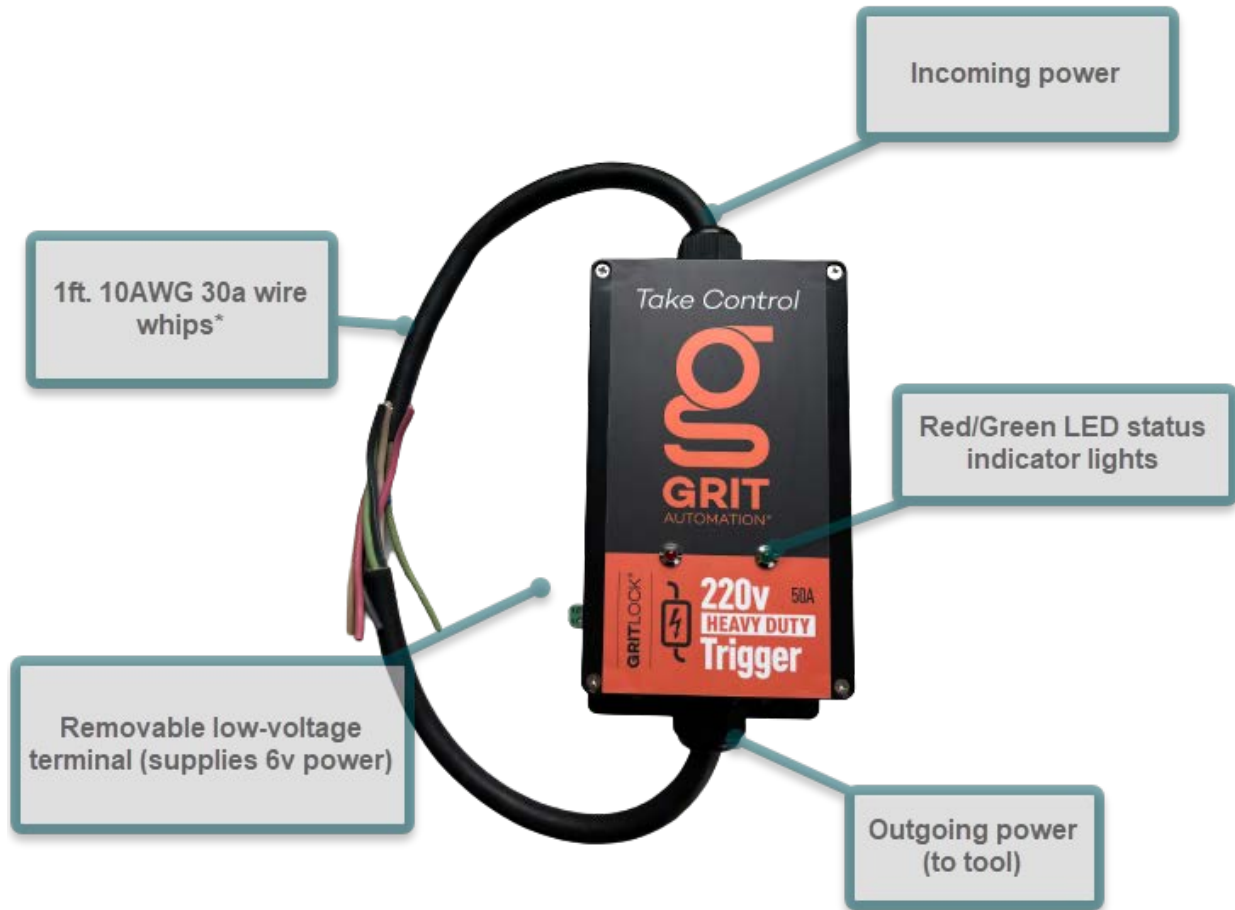 Incoming power
1ft. 10AWG 30a wire
whips*
Take Control
g
GRIT
AUTOMATION®
Red/Green LED status
indicator lights
GRITLOCK®
220v 50A
HEAVY DUTY
Trigger
Removable low-voltage
terminal (supplies 6v power)
Outgoing power
(to tool)